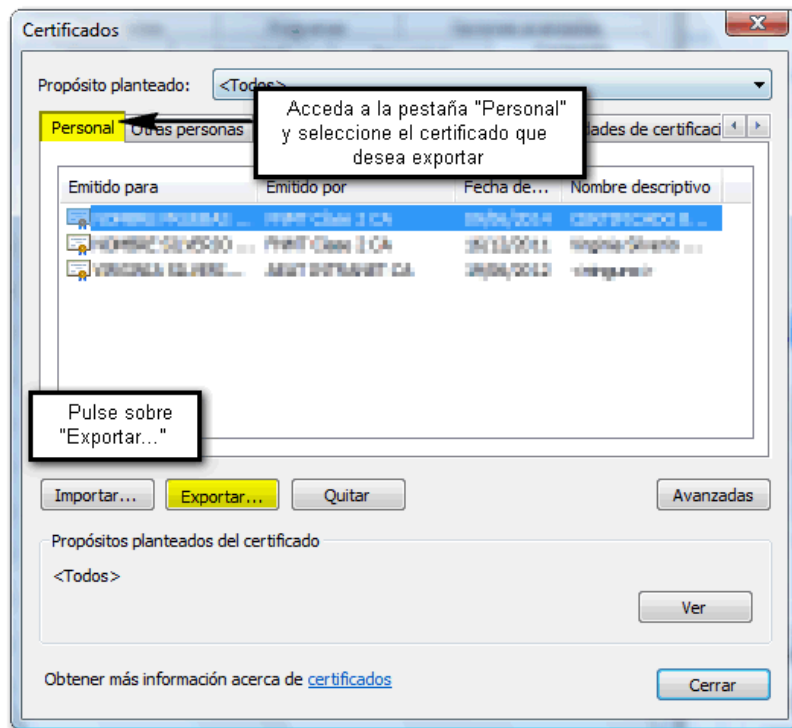 Certificados
Propósito planteado: <Todos>
Acceda a la pestaña "Personal"
y seleccione el certificado que
desea exportar
Personal Otras personas dades de certificaci
Emitido para Emitido por Fecha de... Nombre descriptivo
Pulse sobre
"Exportar..."
Importar... Exportar... Quitar Avanzadas
Propósitos planteados del certificado
<Todos>
Ver
Obtener más información acerca de certificados
Cerrar